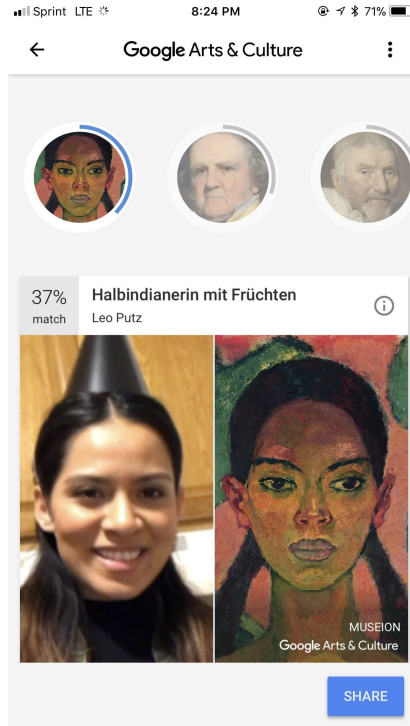 Sprint LTE 8:24 PM 71%
Google Arts & Culture
37%
match
Halbindianerin mit Früchten
Leo Putz
MUSEION
Google Arts & Culture
SHARE